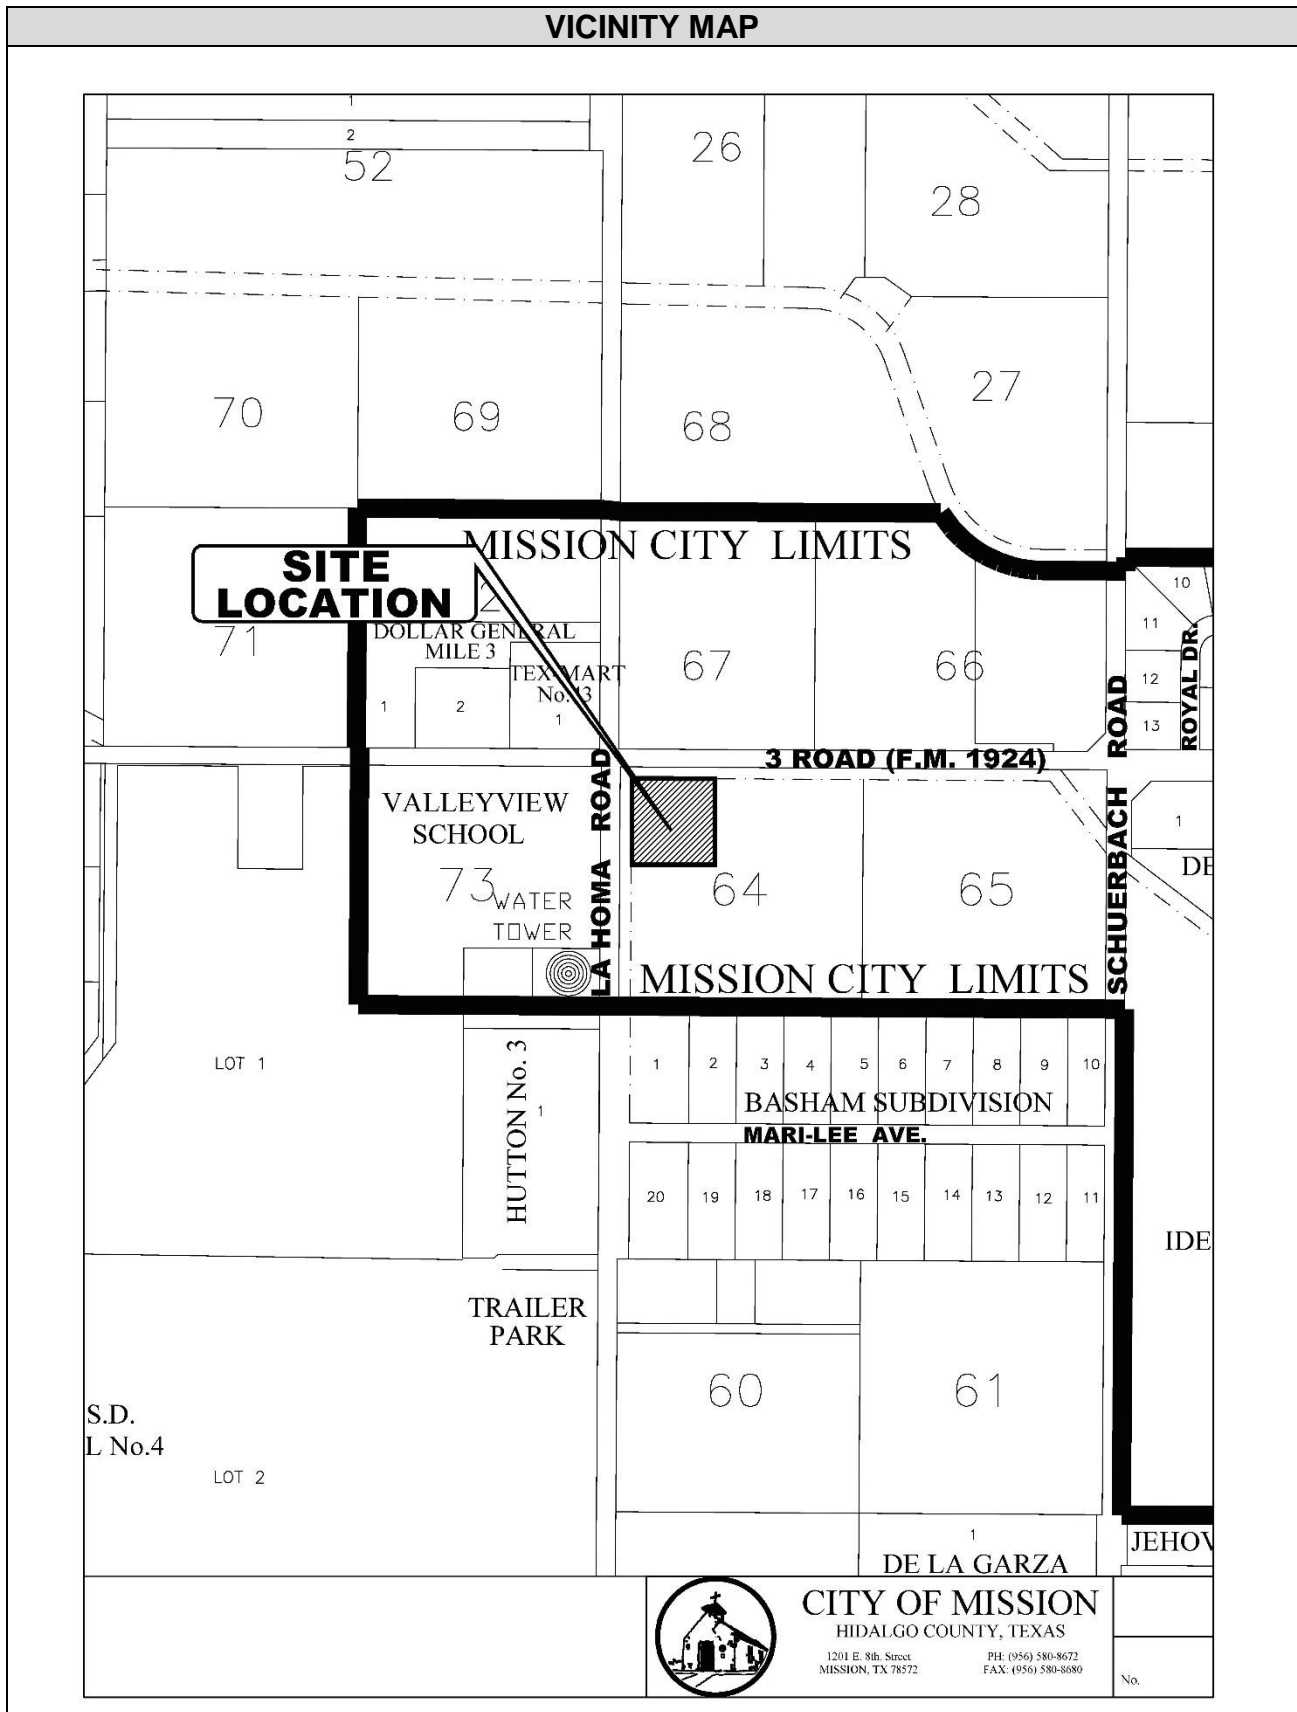 VICINITY MAP
1
2
52
26
28
27
70
69
68
MISSION CITY LIMITS
SITE
LOCATION
2
71
DOLLAR GENERAL
MILE 3
TEX-MART
No. 13
1
2
1
67
66
10
11
12
13
ROYAL DR.
SCHUERBACH ROAD
3 ROAD (F.M. 1924)
LA HOMA ROAD
VALLEYVIEW
SCHOOL
73
WATER
TOWER
64
65
1
DE
MISSION CITY LIMITS
LOT 1
HUTTON No. 3
1
1 2 3 4 5 6 7 8 9 10
BASHAM SUBDIVISION
MARI-LEE AVE.
20 19 18 17 16 15 14 13 12 11
IDE
TRAILER
PARK
60
61
S.D.
L No.4
LOT 2
1
DE LA GARZA
JEHOV
CITY OF MISSION
HIDALGO COUNTY, TEXAS
1201 E. 8th. Street
MISSION, TX 78572
PH: (956) 580-8672
FAX: (956) 580-8680
No.